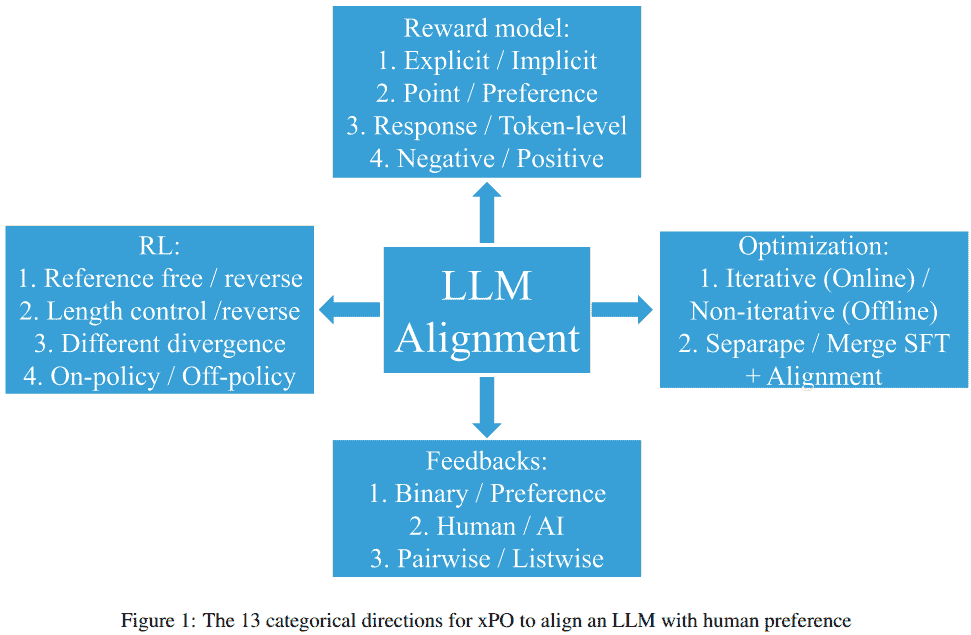 Reward model:
1. Explicit / Implicit
2. Point / Preference
3. Response / Token-level
4. Negative / Positive
RL:
1. Reference free / reverse
2. Length control /reverse
3. Different divergence
4. On-policy / Off-policy
LLM
Alignment
Optimization:
1. Iterative (Online) /
Non-iterative (Offline)
2. Separape / Merge SFT
+ Alignment
Feedbacks:
1. Binary / Preference
2. Human / AI
3. Pairwise / Listwise
Figure 1: The 13 categorical directions for xPO to align an LLM with human preference